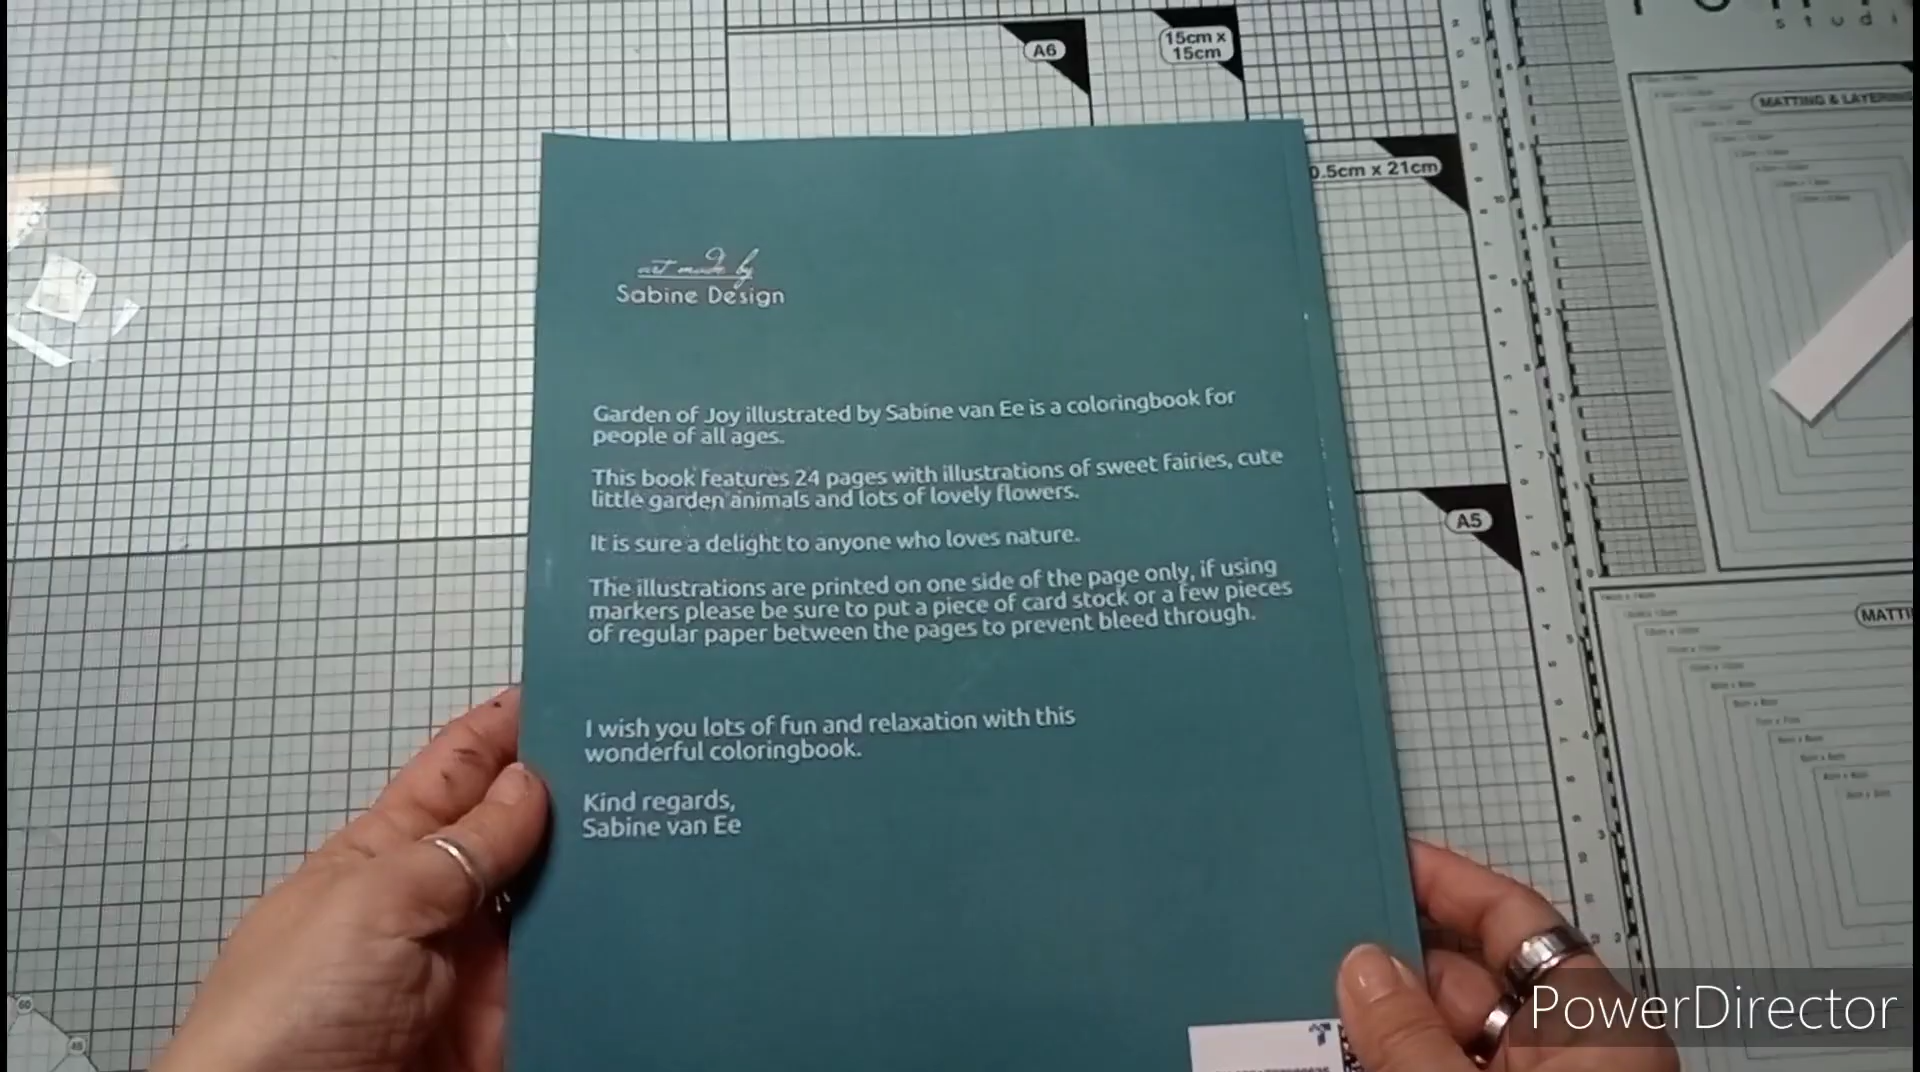 A6
15cm x
15cm
studi
MATTING & LAYERING
0.5cm x 21cm
art made by
Sabine Design
Garden of Joy illustrated by Sabine van Ee is a coloringbook for
people of all ages.
This book features 24 pages with illustrations of sweet fairies, cute
little garden animals and lots of lovely flowers.
It is sure a delight to anyone who loves nature.
The illustrations are printed on one side of the page only, if using
markers please be sure to put a piece of card stock or a few pieces
of regular paper between the pages to prevent bleed through.
I wish you lots of fun and relaxation with this
wonderful coloringbook.
Kind regards,
Sabine van Ee
A5
MATTI
PowerDirector